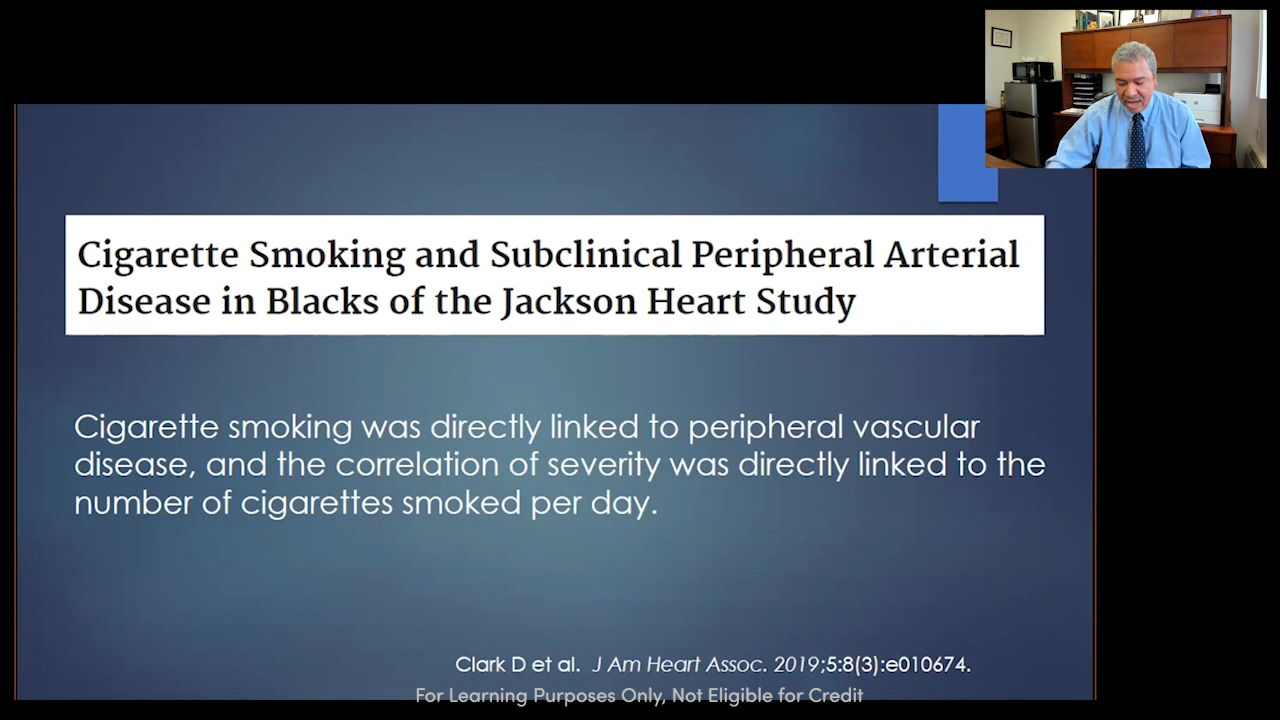 Cigarette Smoking and Subclinical Peripheral Arterial
Disease in Blacks of the Jackson Heart Study
Cigarette smoking was directly linked to peripheral vascular
disease, and the correlation of severity was directly linked to the
number of cigarettes smoked per day.
Clark D et al. J Am Heart Assoc. 2019;5:8(3):e010674.
For Learning Purposes Only, Not Eligible for Credit